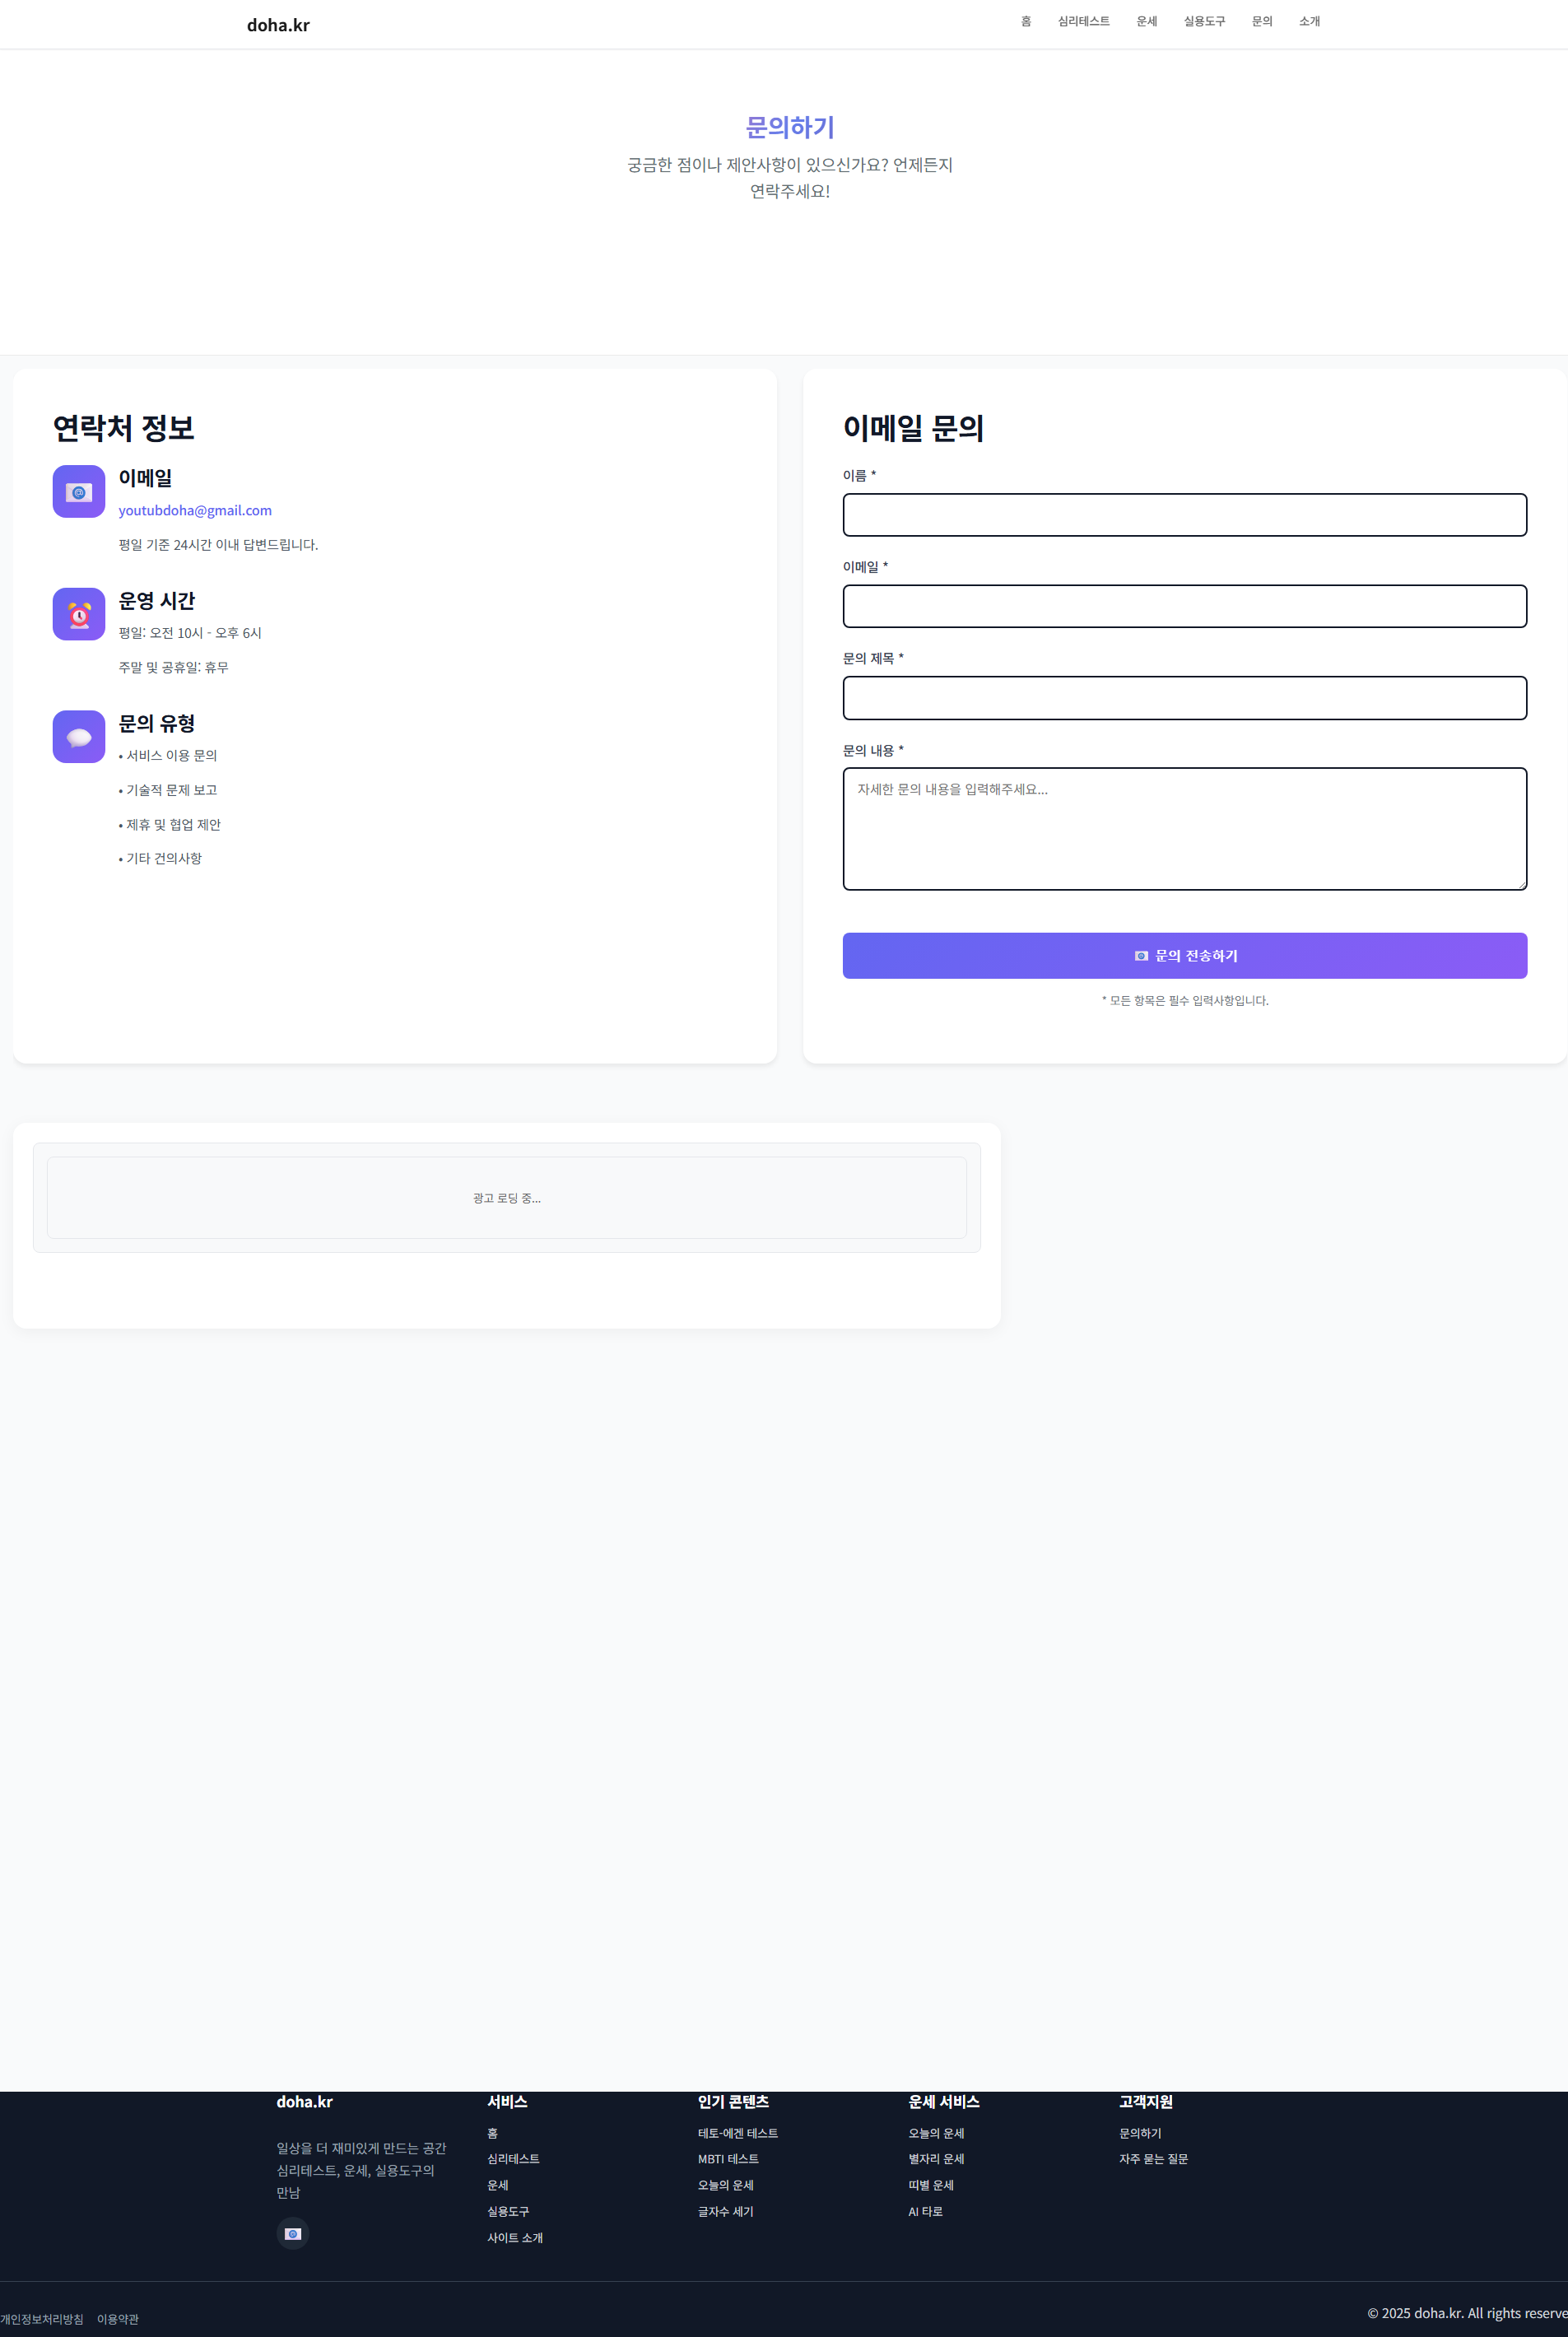 doha.kr
홈 심리테스트 운세 실용도구 문의 소개
문의하기
궁금한 점이나 제안사항이 있으신가요? 언제든지
연락주세요!
연락처 정보
이메일
youtubdoha@gmail.com
평일 기준 24시간 이내 답변드립니다.
운영 시간
평일: 오전 10시 - 오후 6시
주말 및 공휴일: 휴무
문의 유형
• 서비스 이용 문의
• 기술적 문제 보고
• 제휴 및 협업 제안
• 기타 건의사항
이메일 문의
이름 *
이메일 *
문의 제목 *
문의 내용 *
자세한 문의 내용을 입력해주세요...
📧 문의 전송하기
* 모든 항목은 필수 입력사항입니다.
광고 로딩 중...
doha.kr
일상을 더 재미있게 만드는 공간
심리테스트, 운세, 실용도구의
만남
서비스
홈
심리테스트
운세
실용도구
사이트 소개
인기 콘텐츠
테토-에겐 테스트
MBTI 테스트
오늘의 운세
글자수 세기
운세 서비스
오늘의 운세
별자리 운세
띠별 운세
AI 타로
고객지원
문의하기
자주 묻는 질문
개인정보처리방침 이용약관
© 2025 doha.kr. All rights reserve